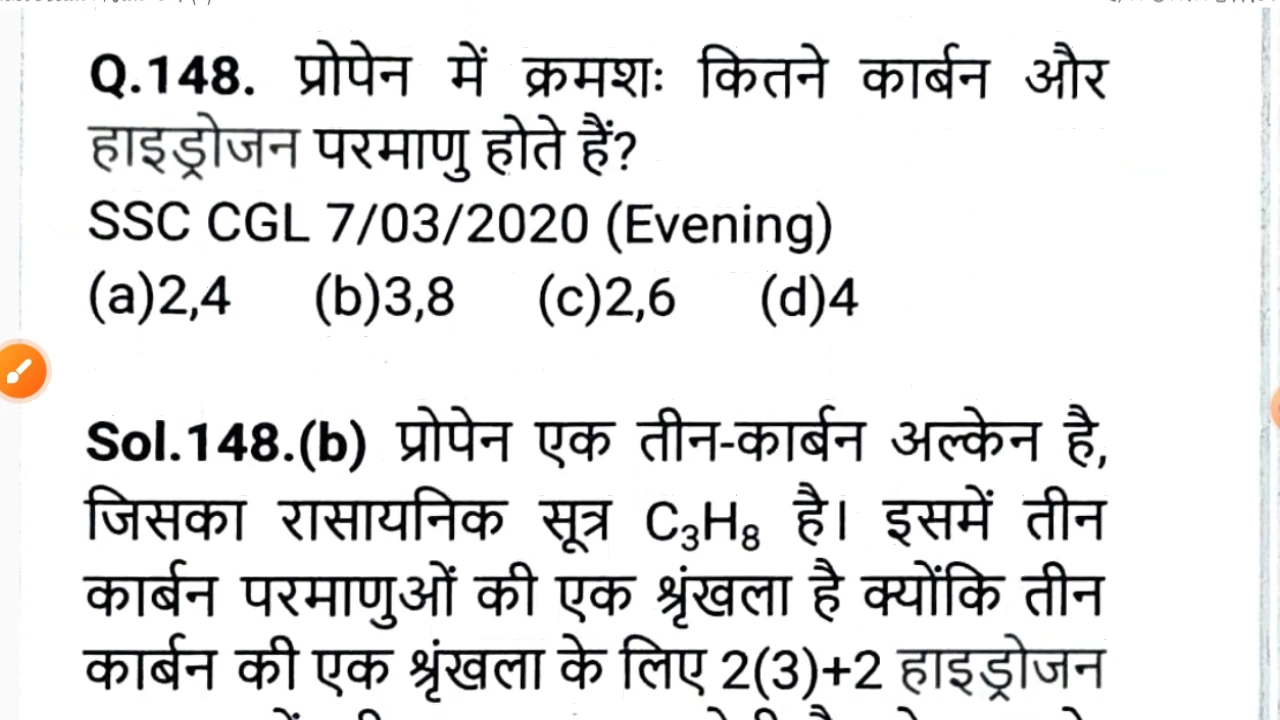 Q.148. प्रोपेन में क्रमशः कितने कार्बन और
हाइड्रोजन परमाणु होते हैं?
SSC CGL 7/03/2020 (Evening)
(a)2,4 (b)3,8 (c)2,6 (d)4
Sol.148.(b) प्रोपेन एक तीन-कार्बन अल्केन है,
जिसका रासायनिक सूत्र C₃H₈ है। इसमें तीन
कार्बन परमाणुओं की एक श्रृंखला है क्योंकि तीन
कार्बन की एक श्रृंखला के लिए 2(3)+2 हाइड्रोजन